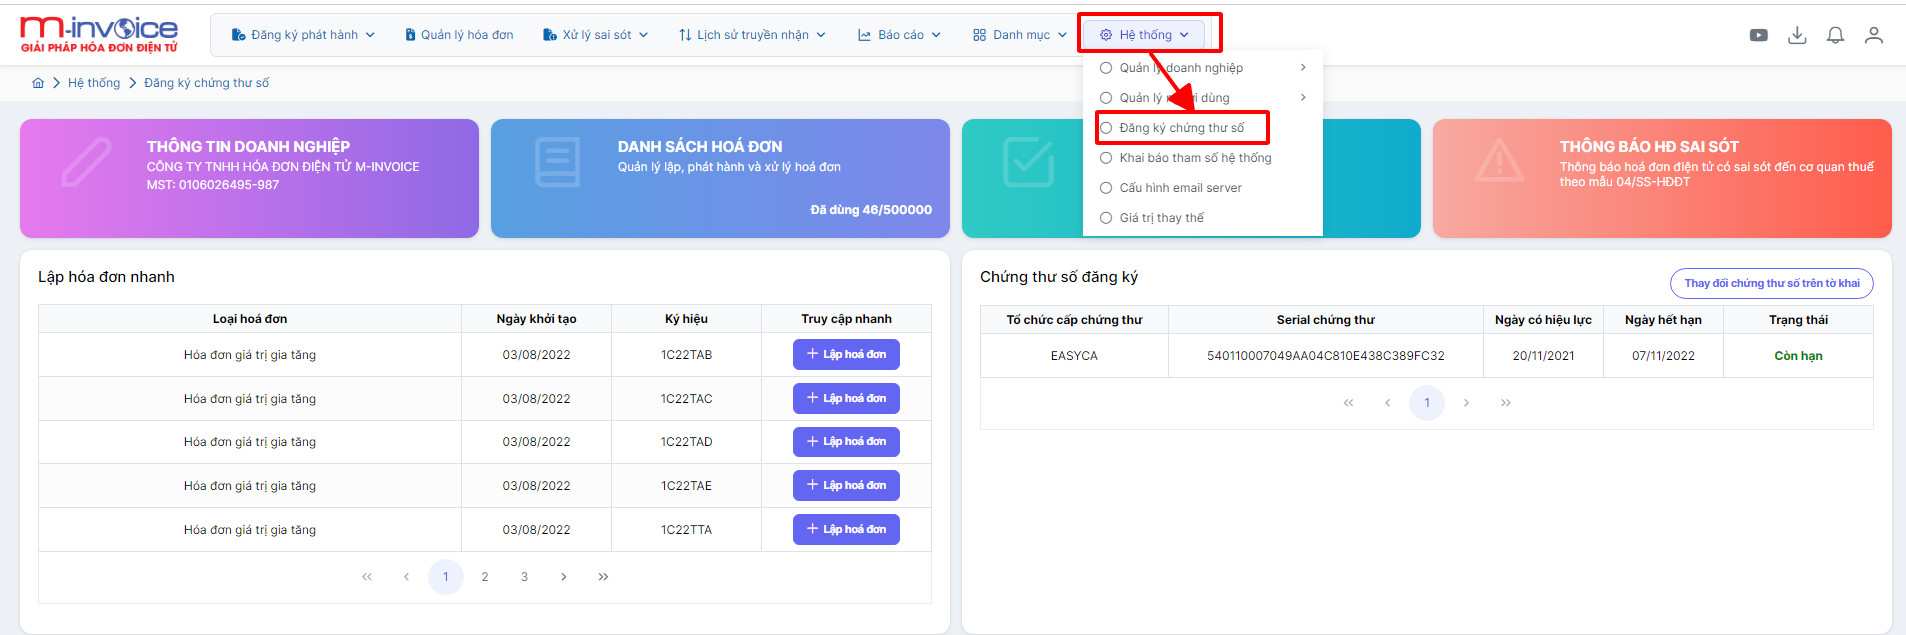 m-invoice
GIẢI PHÁP HÓA ĐƠN ĐIỆN TỬ
Đăng ký phát hành
Quản lý hóa đơn
Xử lý sai sót
Lịch sử truyền nhận
Báo cáo
Danh mục
Hệ thống
Hệ thống
Đăng ký chứng thư số
Quản lý doanh nghiệp
Quản lý dùng
Đăng ký chứng thư số
Khai báo tham số hệ thống
Cấu hình email server
Giá trị thay thế
THÔNG TIN DOANH NGHIỆP
CÔNG TY TNHH HÓA ĐƠN ĐIỆN TỬ M-INVOICE
MST: 0106026495-987
DANH SÁCH HOÁ ĐƠN
Quản lý lập, phát hành và xử lý hoá đơn
Đã dùng 46/500000
THÔNG BÁO HĐ SAI SÓT
Thông báo hoá đơn điện tử có sai sót đến cơ quan thuế
theo mẫu 04/SS-HĐĐT
Lập hóa đơn nhanh
Loại hoá đơn Ngày khởi tạo Ký hiệu Truy cập nhanh
Hóa đơn giá trị gia tăng 03/08/2022 1C22TAB + Lập hoá đơn
Hóa đơn giá trị gia tăng 03/08/2022 1C22TAC + Lập hoá đơn
Hóa đơn giá trị gia tăng 03/08/2022 1C22TAD + Lập hoá đơn
Hóa đơn giá trị gia tăng 03/08/2022 1C22TAE + Lập hoá đơn
Hóa đơn giá trị gia tăng 03/08/2022 1C22TTA + Lập hoá đơn
« ‹ 1 2 3 › »
Chứng thư số đăng ký
Thay đổi chứng thư số trên tờ khai
Tổ chức cấp chứng thư Serial chứng thư Ngày có hiệu lực Ngày hết hạn Trạng thái
EASYCA 540110007049AA04C810E438C389FC32 20/11/2021 07/11/2022 Còn hạn
« ‹ 1 › »